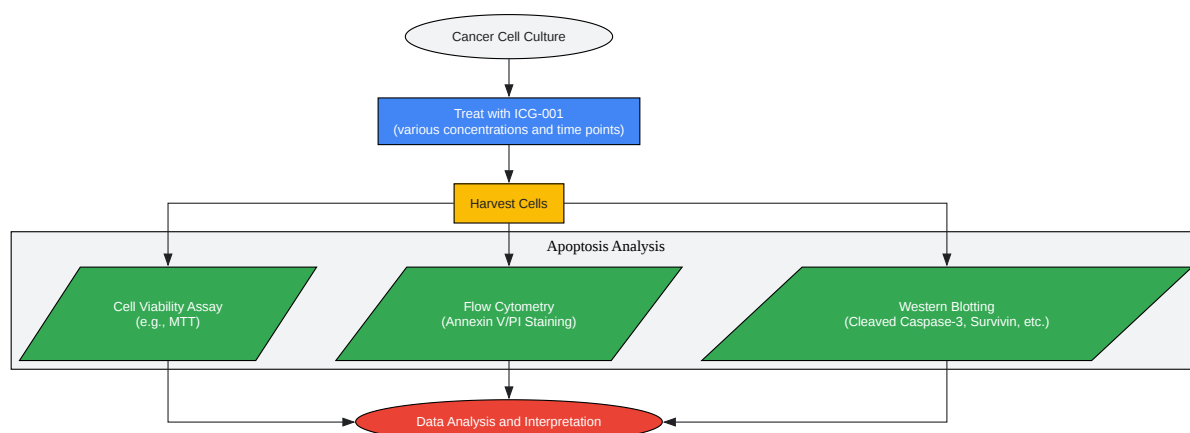 Cancer Cell Culture
Treat with ICG-001
(various concentrations and time points)
Harvest Cells
Apoptosis Analysis
Cell Viability Assay
(e.g., MTT)
Flow Cytometry
(Annexin V/PI Staining)
Western Blotting
(Cleaved Caspase-3, Survivin, etc.)
Data Analysis and Interpretation